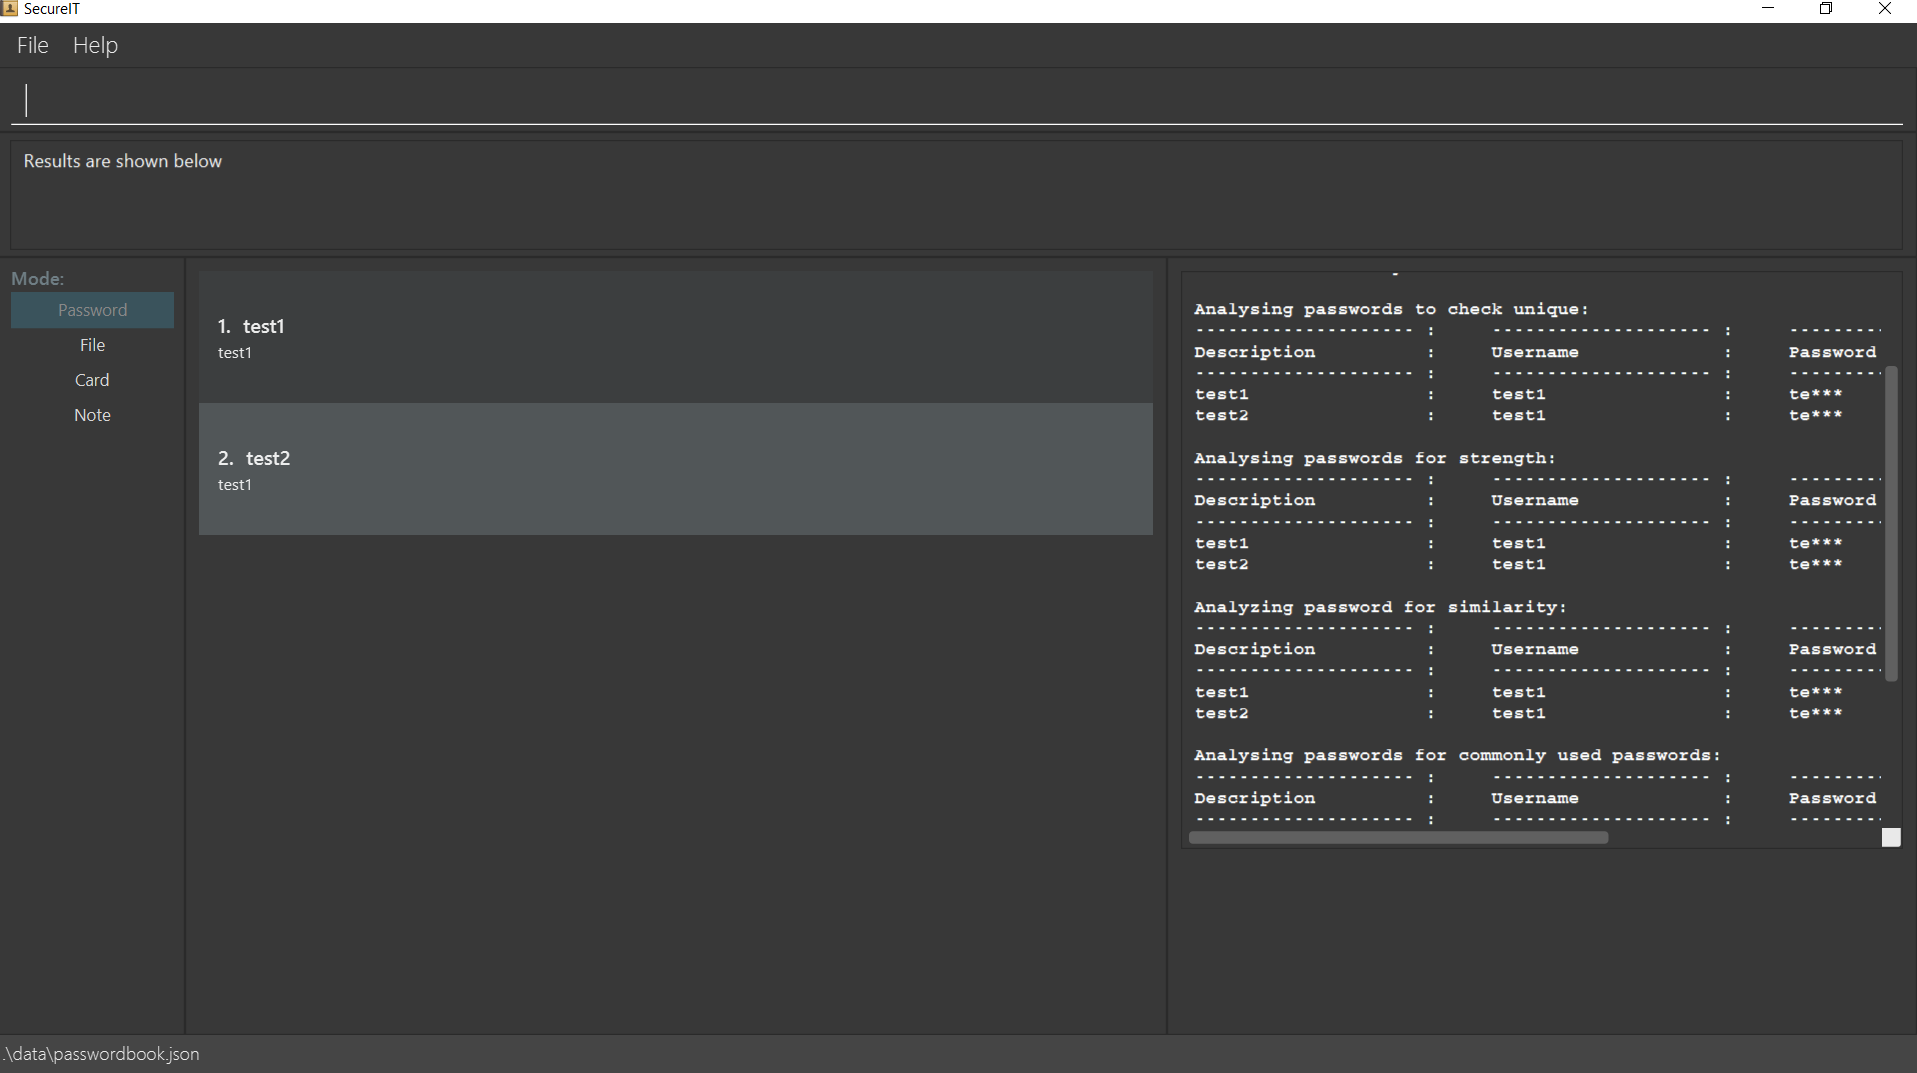 SecureIT
File Help
Results are shown below
Mode:
Password
File
Card
Note
1. test1
test1
2. test2
test1
Analysing passwords to check unique:
-------------------- : -------------------- : ---------
Description : Username : Password
-------------------- : -------------------- : ---------
test1 : test1 : te***
test2 : test1 : te***
Analysing passwords for strength:
-------------------- : -------------------- : ---------
Description : Username : Password
-------------------- : -------------------- : ---------
test1 : test1 : te***
test2 : test1 : te***
Analyzing password for similarity:
-------------------- : -------------------- : ---------
Description : Username : Password
-------------------- : -------------------- : ---------
test1 : test1 : te***
test2 : test1 : te***
Analysing passwords for commonly used passwords:
-------------------- : -------------------- : ---------
Description : Username : Password
-------------------- : -------------------- : ---------
.\data\passwordbook.json